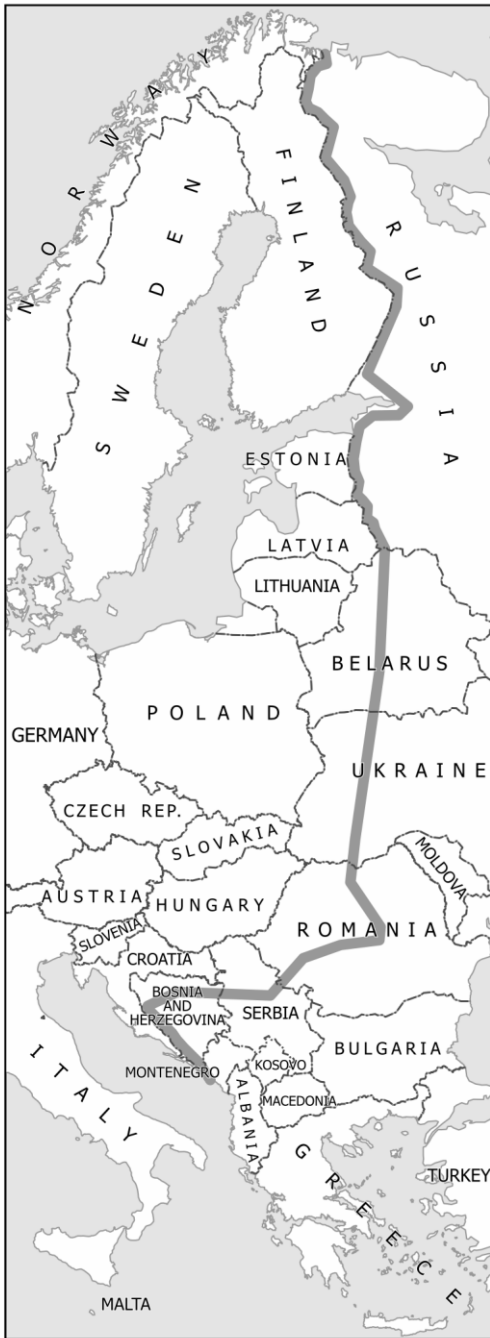 NORWAY
SWEDEN
FINLAND
RUSSIA
ESTONIA
LATVIA
LITHUANIA
BELARUS
POLAND
GERMANY
UKRAINE
CZECH REP.
SLOVAKIA
MOLDOVA
AUSTRIA
HUNGARY
ROMANIA
SLOVENIA
CROATIA
BOSNIA
AND
HERZEGOVINA
SERBIA
ITALY
MONTENEGRO
KOSOVO
BULGARIA
ALBANIA
MACEDONIA
GREECE
TURKEY
MALTA